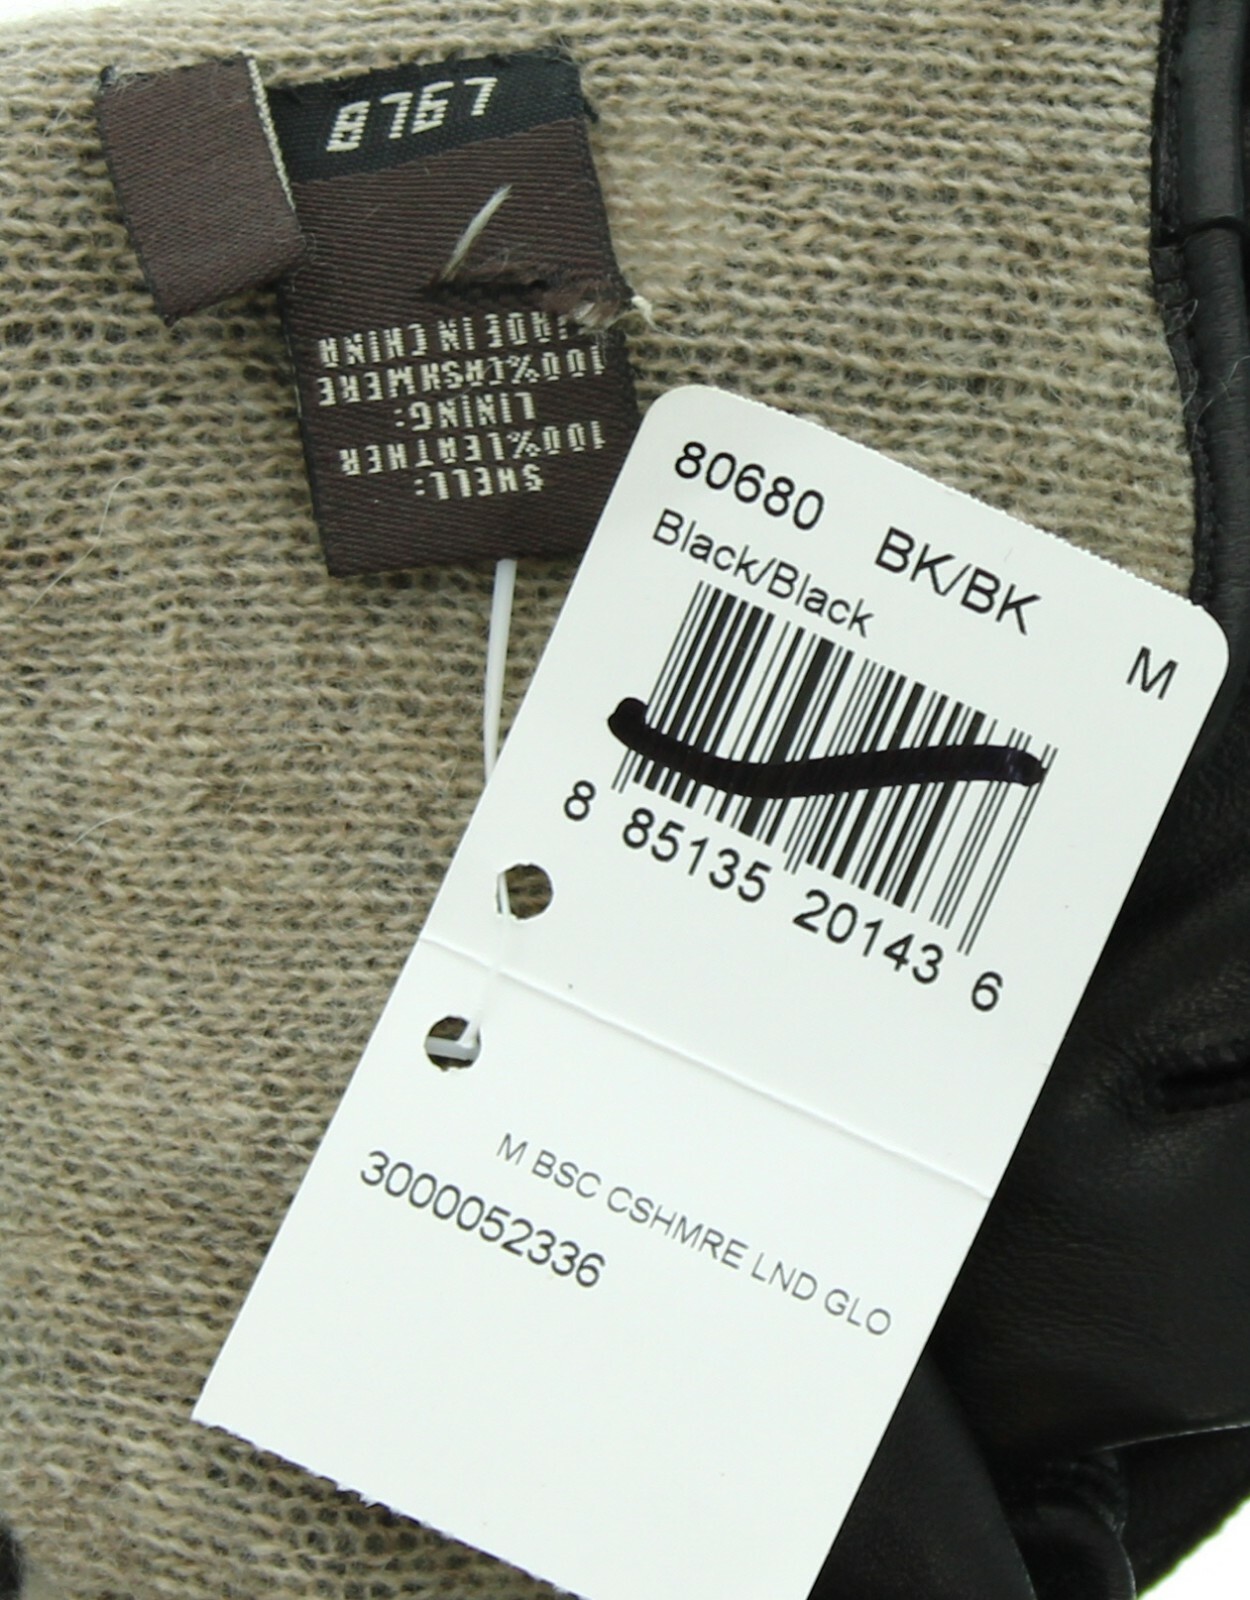 8767
SHELL:
100%LEATHER
LINING:
100%CASHMERE
MADE IN CHINA
80680 BK/BK M
Black/Black
8 85135 20143 6
M BSC CSHMRE LND GLO
3000052336